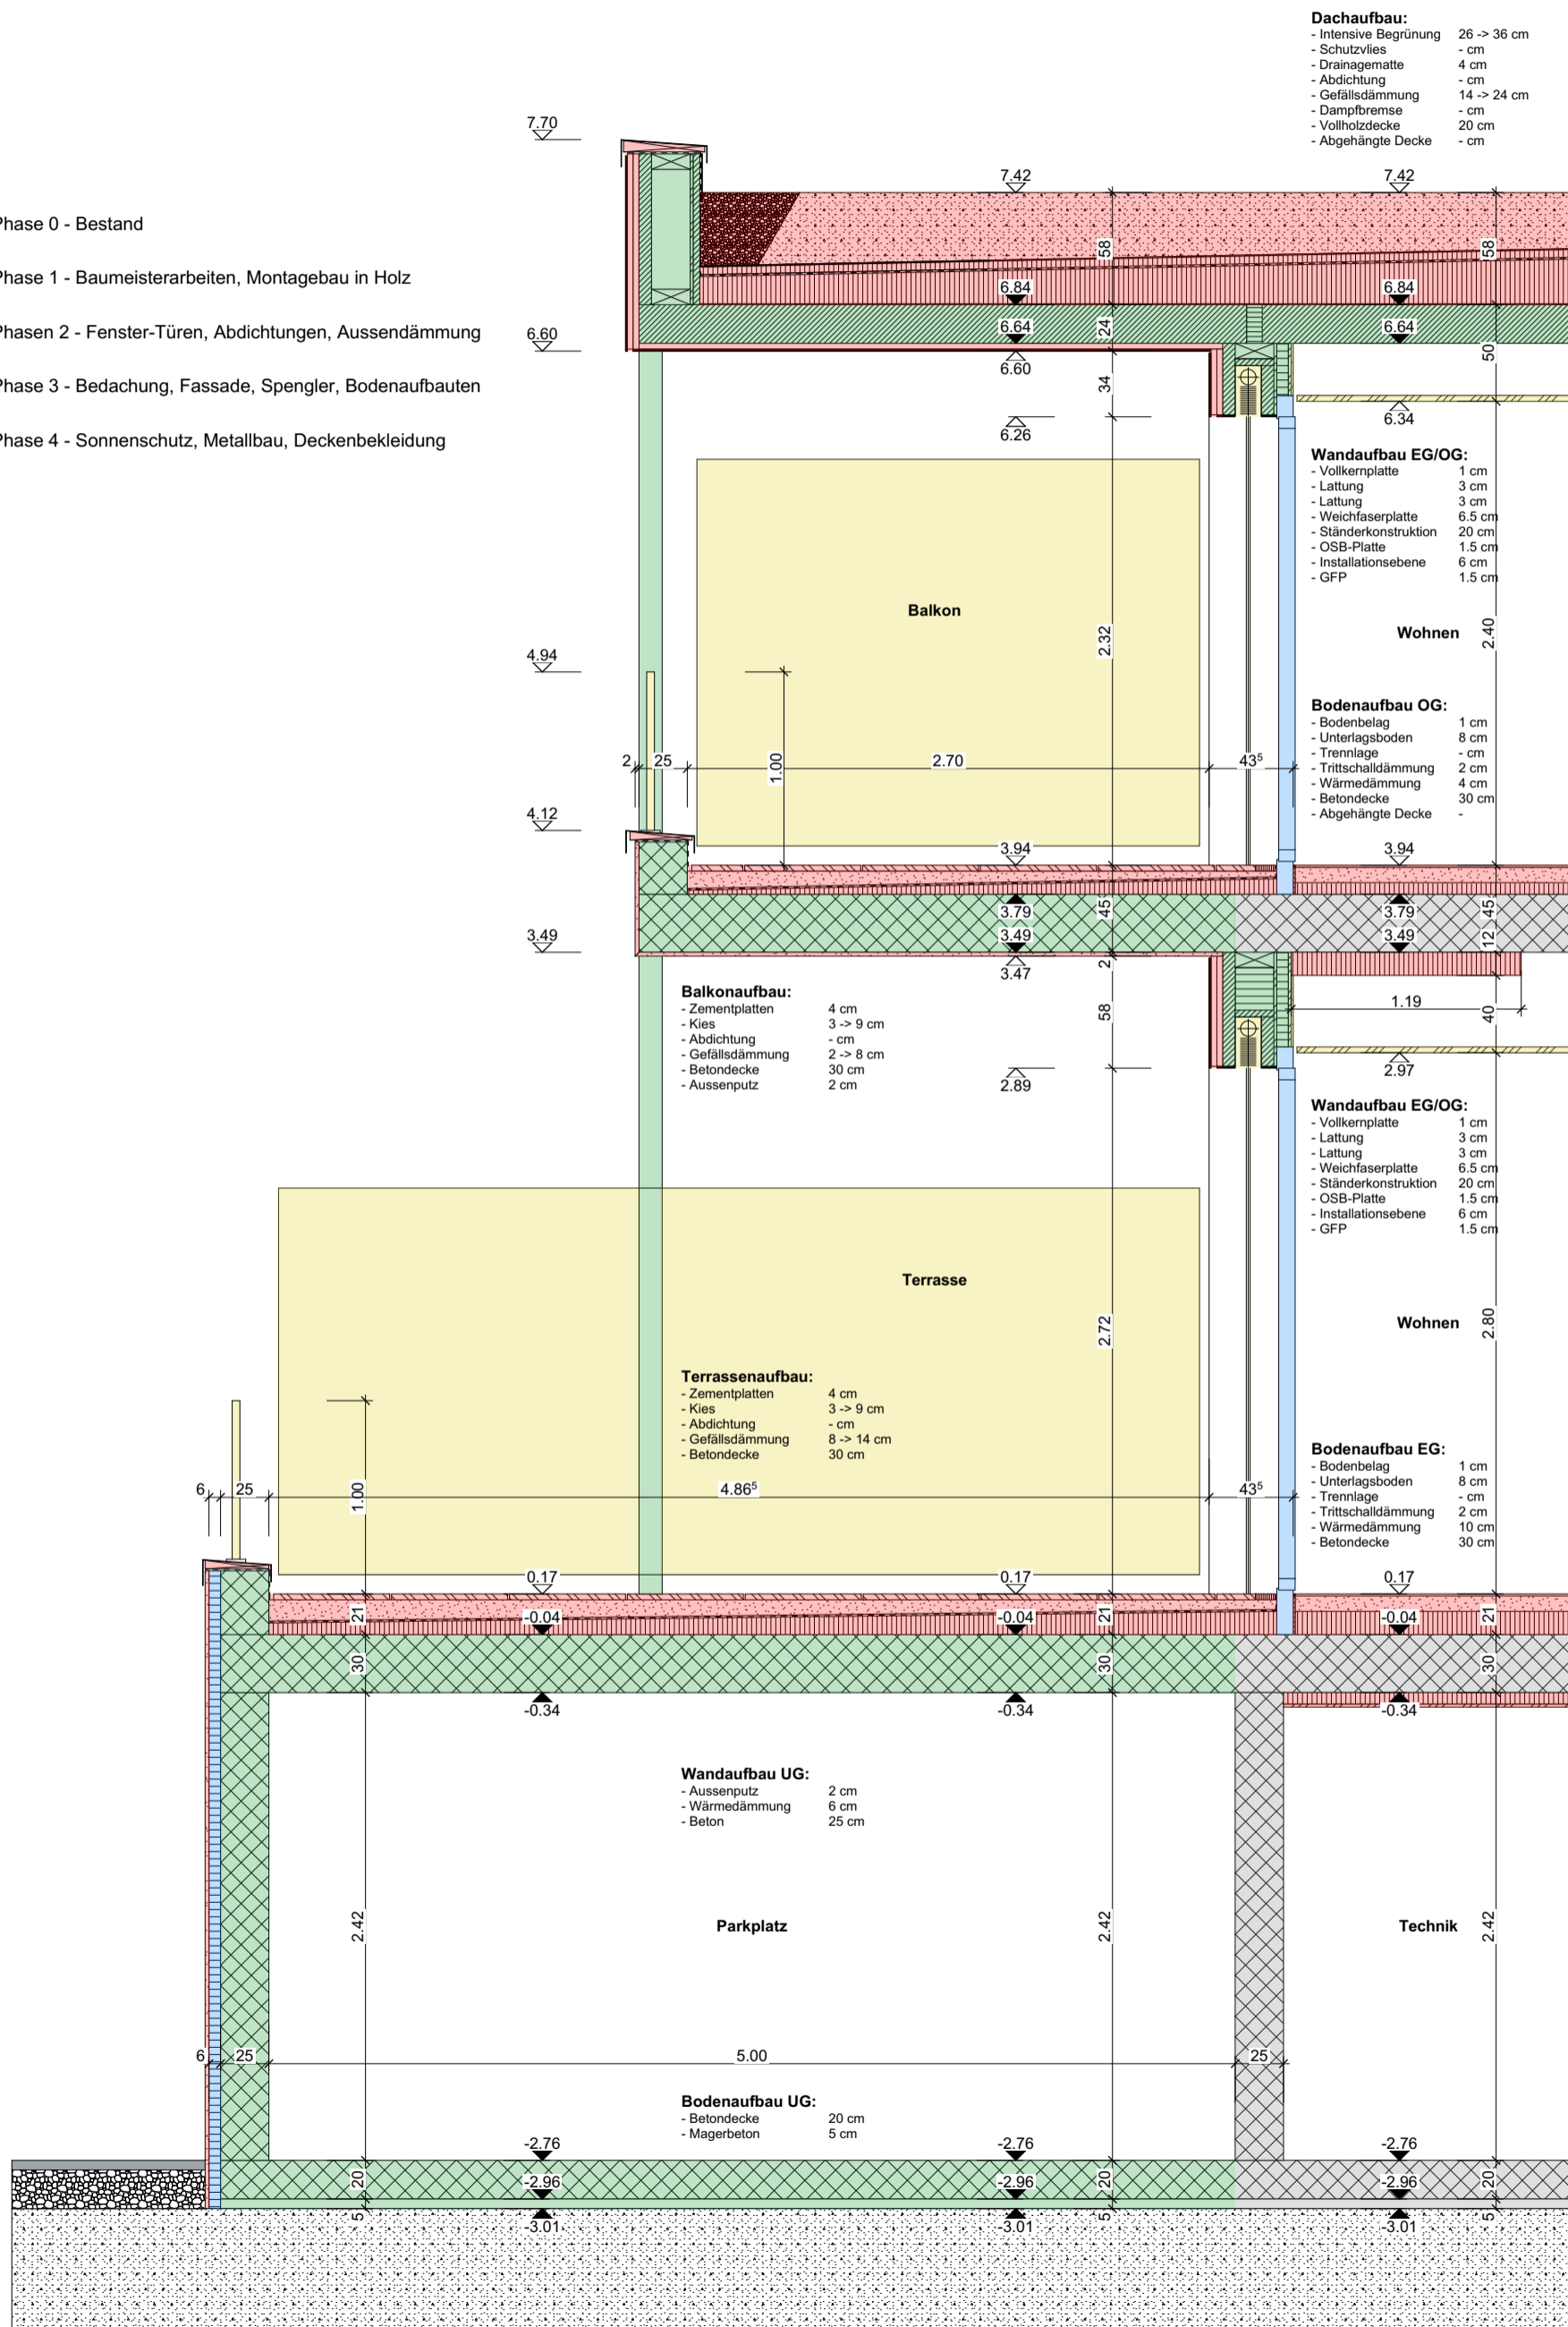 Dachaufbau:
- Intensive Begrünung 26 -> 36 cm
- Schutzvlies - cm
- Drainagematte 4 cm
- Abdichtung - cm
- Gefällsdämmung 14 -> 24 cm
- Dampfbremse - cm
- Vollholzdecke 20 cm
- Abgehängte Decke - cm
7.70
7.42 7.42
Phase 0 - Bestand
58 58
Phase 1 - Baumeisterarbeiten, Montagebau in Holz
6.84 6.84
Phasen 2 - Fenster-Türen, Abdichtungen, Aussendämmung
24 6.64 6.64
6.60
50
6.60
34
Phase 3 - Bedachung, Fassade, Spengler, Bodenaufbauten
6.34
6.26
Phase 4 - Sonnenschutz, Metallbau, Deckenbekleidung
Wandaufbau EG/OG:
- Vollkernplatte 1 cm
- Lattung 3 cm
- Lattung 3 cm
- Weichfaserplatte 6.5 cm
- Ständerkonstruktion 20 cm
- OSB-Platte 1.5 cm
- Installationsebene 6 cm
- GFP 1.5 cm
Balkon
2.32
Wohnen 2.40
4.94
Bodenaufbau OG:
- Bodenbelag 1 cm
- Unterlagsboden 8 cm
- Trennlage - cm
- Trittschalldämmung 2 cm
- Wärmedämmung 4 cm
- Betondecke 30 cm
- Abgehängte Decke -
2 25 1.00 2.70 43⁵
4.12
3.94 3.94
3.79 45 3.79 45
3.49 3.49 3.49 12
3.47 2
Balkonaufbau:
- Zementplatten 4 cm
- Kies 3 -> 9 cm
- Abdichtung - cm
- Gefällsdämmung 2 -> 8 cm
- Betondecke 30 cm
- Aussenputz 2 cm
58
1.19
40
2.97
2.89
Wandaufbau EG/OG:
- Vollkernplatte 1 cm
- Lattung 3 cm
- Lattung 3 cm
- Weichfaserplatte 6.5 cm
- Ständerkonstruktion 20 cm
- OSB-Platte 1.5 cm
- Installationsebene 6 cm
- GFP 1.5 cm
Terrasse
2.72
Wohnen 2.80
Terrassenaufbau:
- Zementplatten 4 cm
- Kies 3 -> 9 cm
- Abdichtung - cm
- Gefällsdämmung 8 -> 14 cm
- Betondecke 30 cm
Bodenaufbau EG:
- Bodenbelag 1 cm
- Unterlagsboden 8 cm
- Trennlage - cm
- Trittschalldämmung 2 cm
- Wärmedämmung 10 cm
- Betondecke 30 cm
6 25 1.00 4.86⁵ 43⁵
0.17 0.17 0.17
21 -0.04 -0.04 21 -0.04 21
30 30 30
-0.34 -0.34 -0.34
Wandaufbau UG:
- Aussenputz 2 cm
- Wärmedämmung 6 cm
- Beton 25 cm
2.42 Parkplatz 2.42 Technik 2.42
6 25 5.00 25
Bodenaufbau UG:
- Betondecke 20 cm
- Magerbeton 5 cm
-2.76 -2.76 -2.76
20 -2.96 -2.96 20 -2.96 20
5 -3.01 -3.01 5 -3.01 5